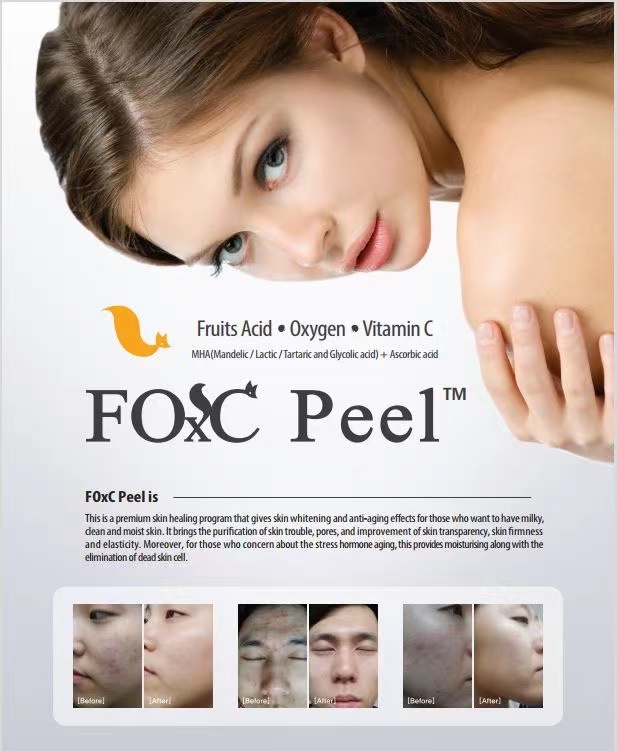 Fruits Acid • Oxygen • Vitamin C
MHA(Mandelic / Lactic / Tartaric and Glycolic acid) + Ascorbic acid
FOxC Peel™
FOxC Peel is
This is a premium skin healing program that gives skin whitening and anti-aging effects for those who want to have milky,
clean and moist skin. It brings the purification of skin trouble, pores, and improvement of skin transparency, skin firmness
and elasticity. Moreover, for those who concern about the stress hormone aging, this provides moisturising along with the
elimination of dead skin cell.
[Before] [After] [Before] [After] [Before] [After]